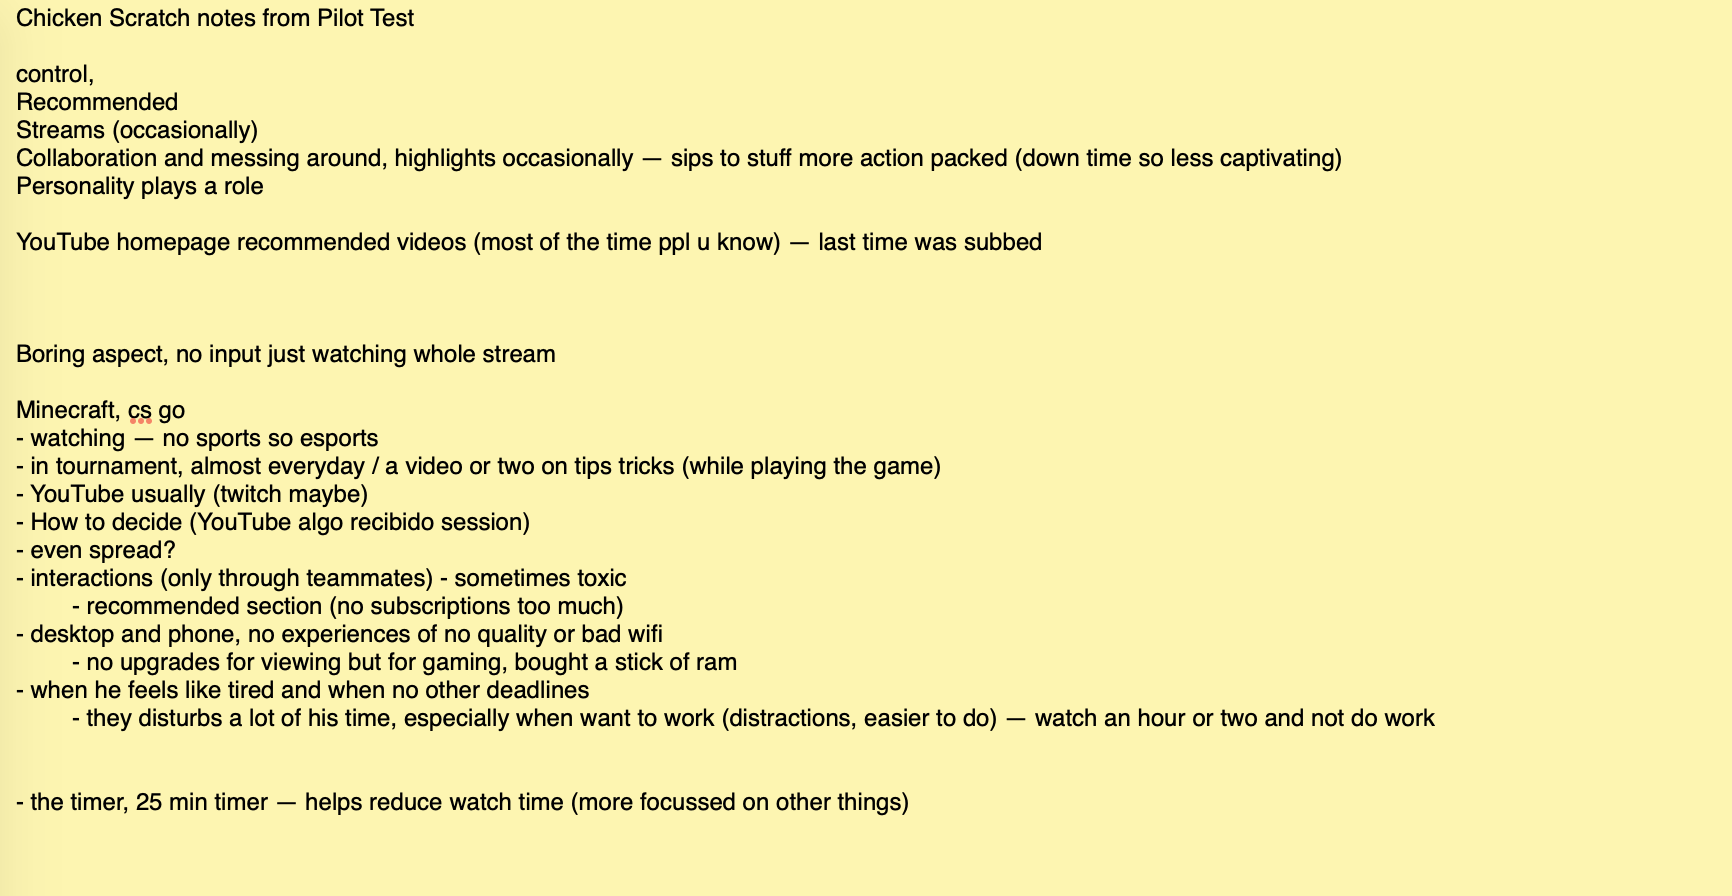 Chicken Scratch notes from Pilot Test
control,
Recommended
Streams (occasionally)
Collaboration and messing around, highlights occasionally — sips to stuff more action packed (down time so less captivating)
Personality plays a role
YouTube homepage recommended videos (most of the time ppl u know) — last time was subbed
Boring aspect, no input just watching whole stream
Minecraft, cs go
- watching — no sports so esports
- in tournament, almost everyday / a video or two on tips tricks (while playing the game)
- YouTube usually (twitch maybe)
- How to decide (YouTube algo recibido session)
- even spread?
- interactions (only through teammates) - sometimes toxic
- recommended section (no subscriptions too much)
- desktop and phone, no experiences of no quality or bad wifi
- no upgrades for viewing but for gaming, bought a stick of ram
- when he feels like tired and when no other deadlines
- they disturbs a lot of his time, especially when want to work (distractions, easier to do) — watch an hour or two and not do work
- the timer, 25 min timer — helps reduce watch time (more focussed on other things)